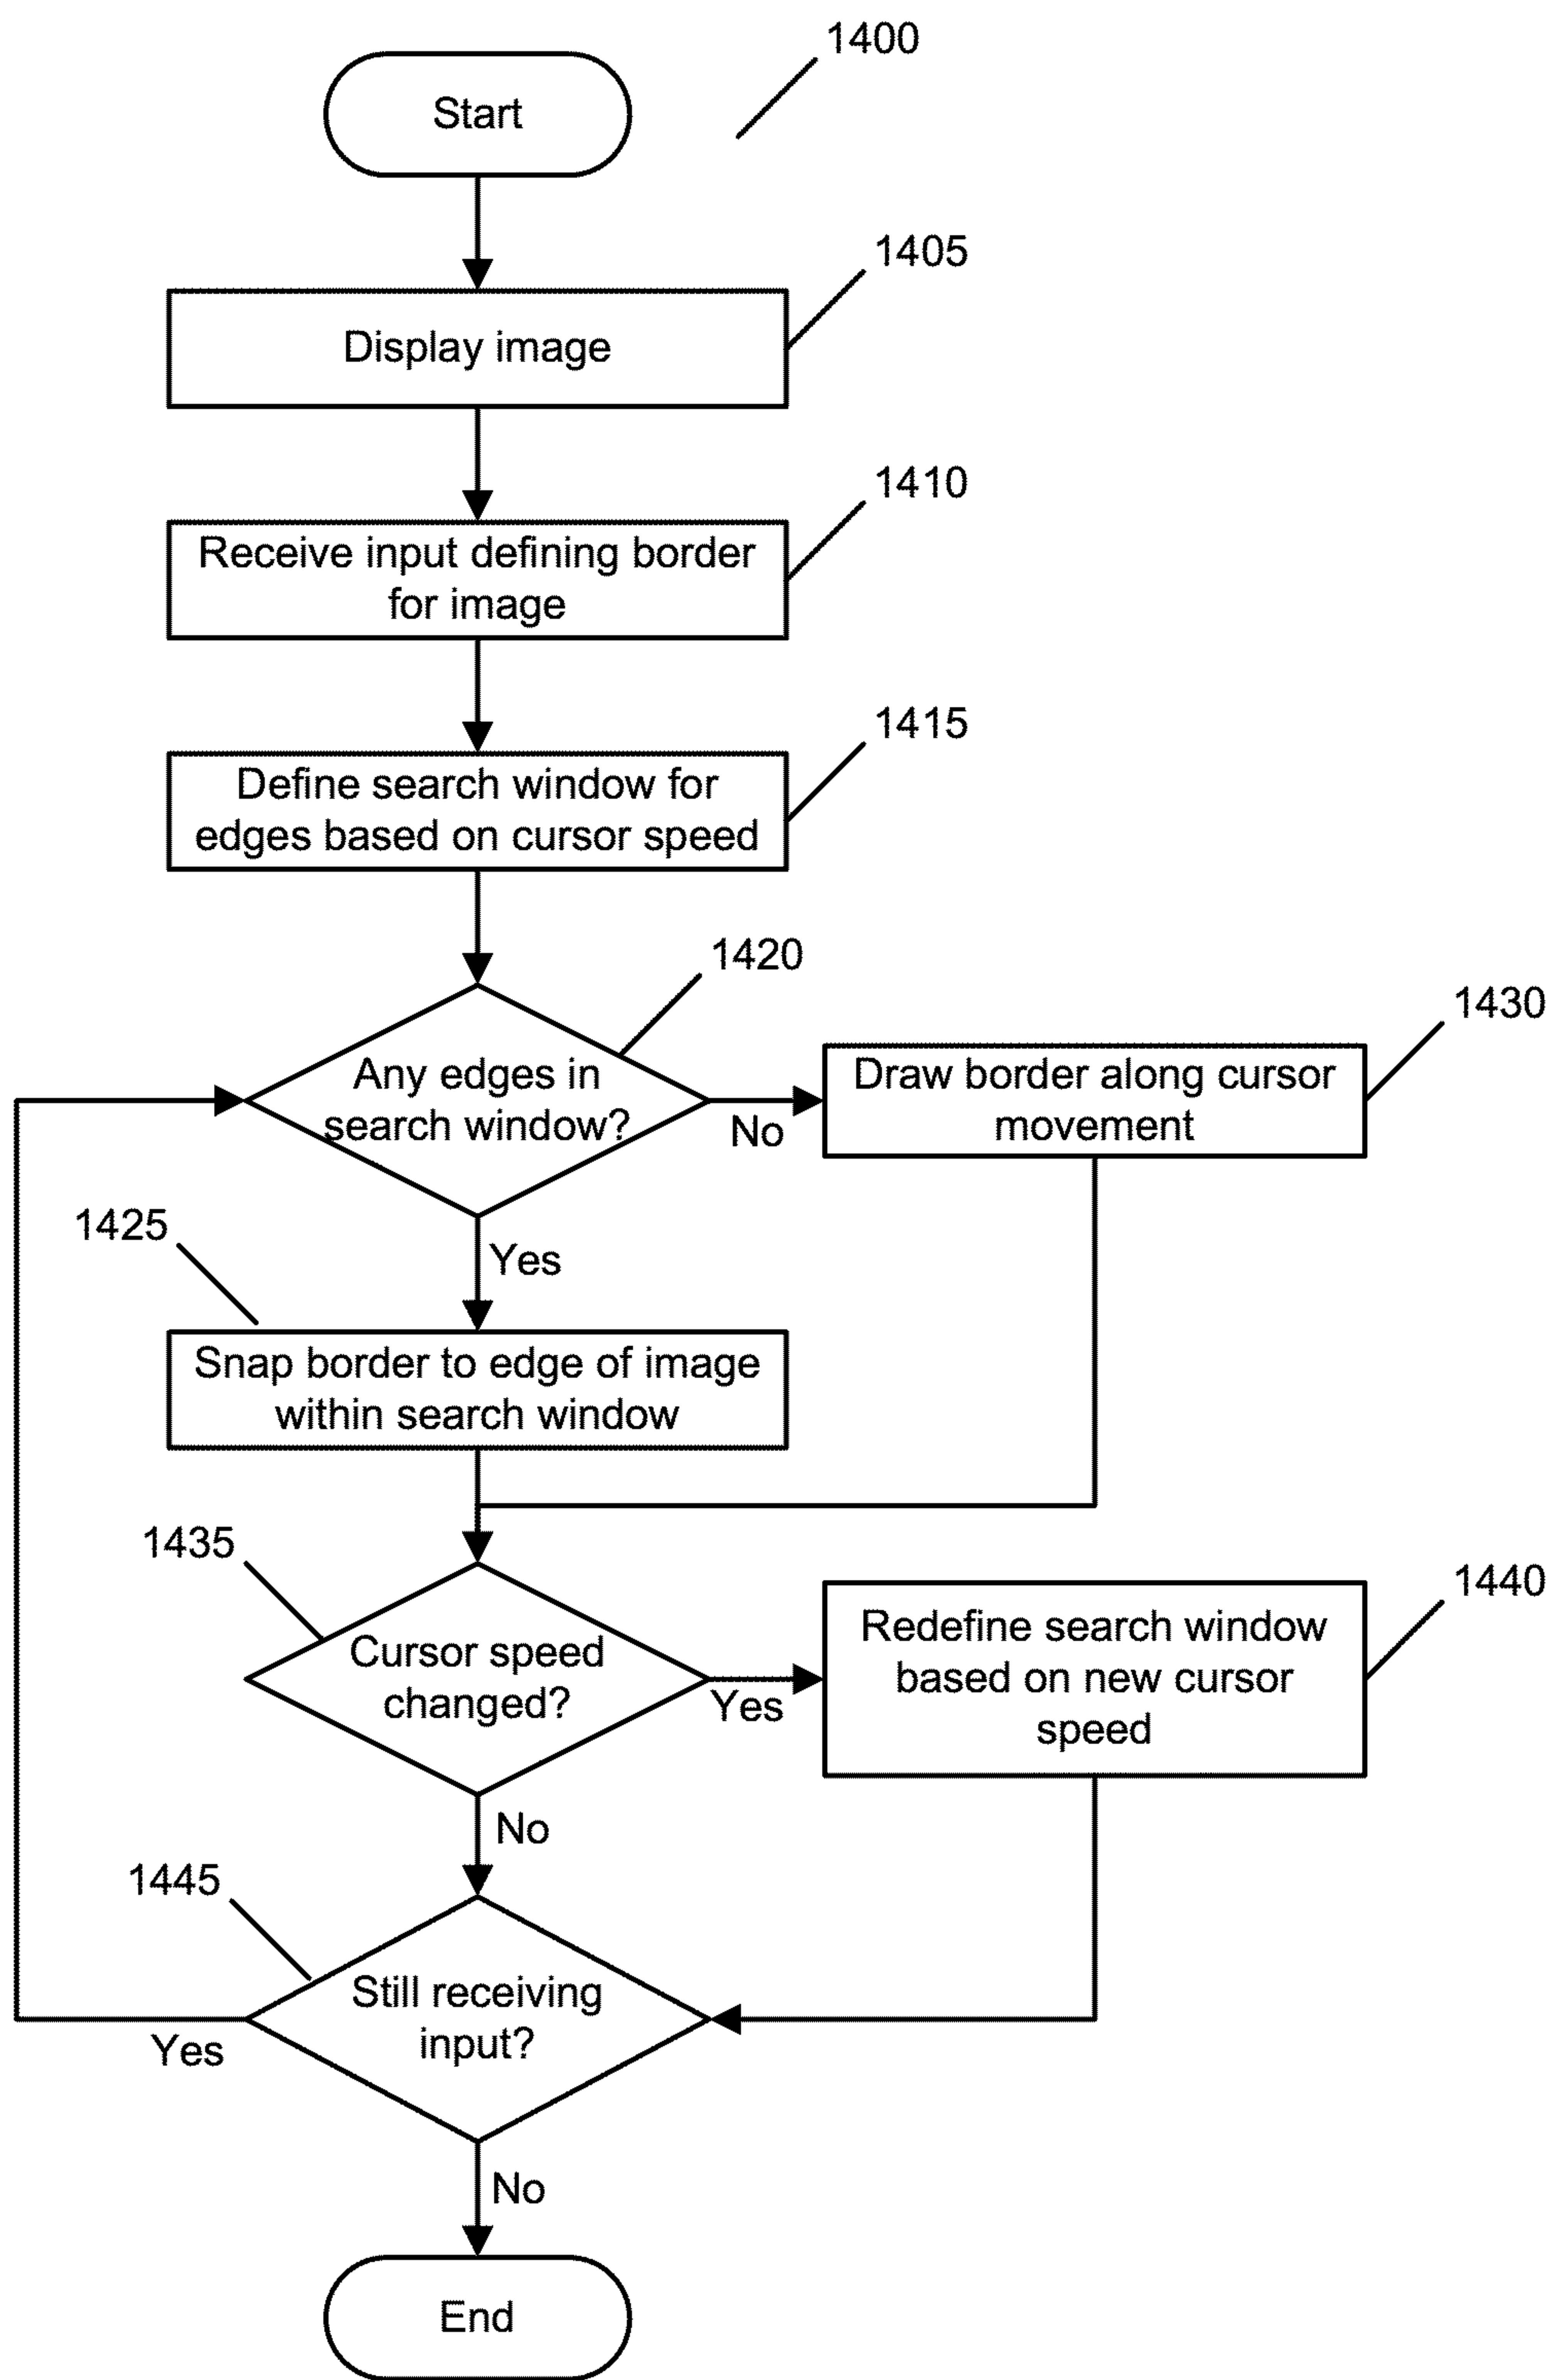 1400
Start
1405
Display image
1410
Receive input defining border
for image
1415
Define search window for
edges based on cursor speed
1420
Any edges in
search window?
No
1430
Draw border along cursor
movement
Yes
1425
Snap border to edge of image
within search window
1435
Cursor speed
changed?
Yes
1440
Redefine search window
based on new cursor
speed
No
1445
Still receiving
input?
Yes
No
End